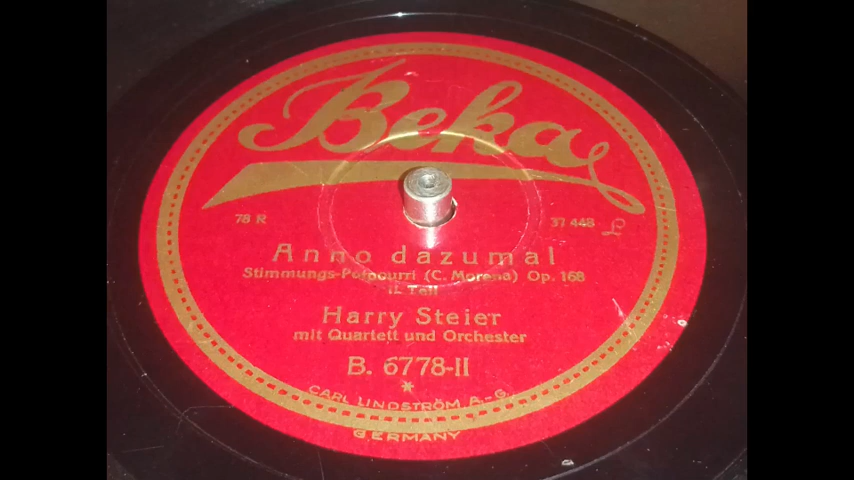 Beka
78 R 37 448 L
Anno dazumal
Stimmungs-Potpourri (C. Morena) Op. 168
II. Teil
Harry Steier
mit Quartett und Orchester
B. 6778-II
*
CARL LINDSTRÖM A.-G.
GERMANY